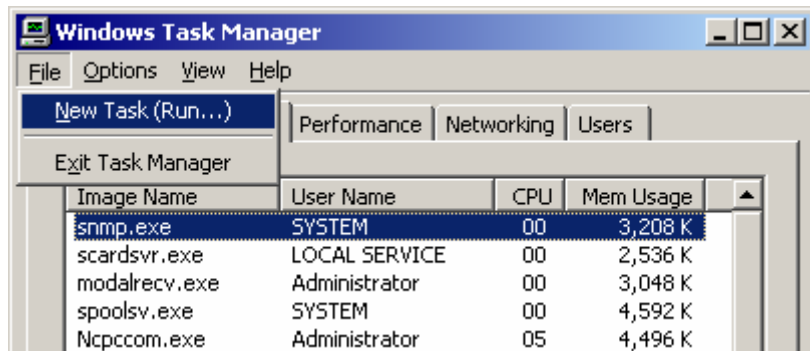 Windows Task Manager
File Options View Help
New Task (Run...)
Performance Networking Users
Exit Task Manager
Image Name User Name CPU Mem Usage
snmp.exe SYSTEM 00 3,208 K
scardsvr.exe LOCAL SERVICE 00 2,536 K
modalrecv.exe Administrator 00 3,048 K
spoolsv.exe SYSTEM 00 4,592 K
Ncpccom.exe Administrator 05 4,496 K